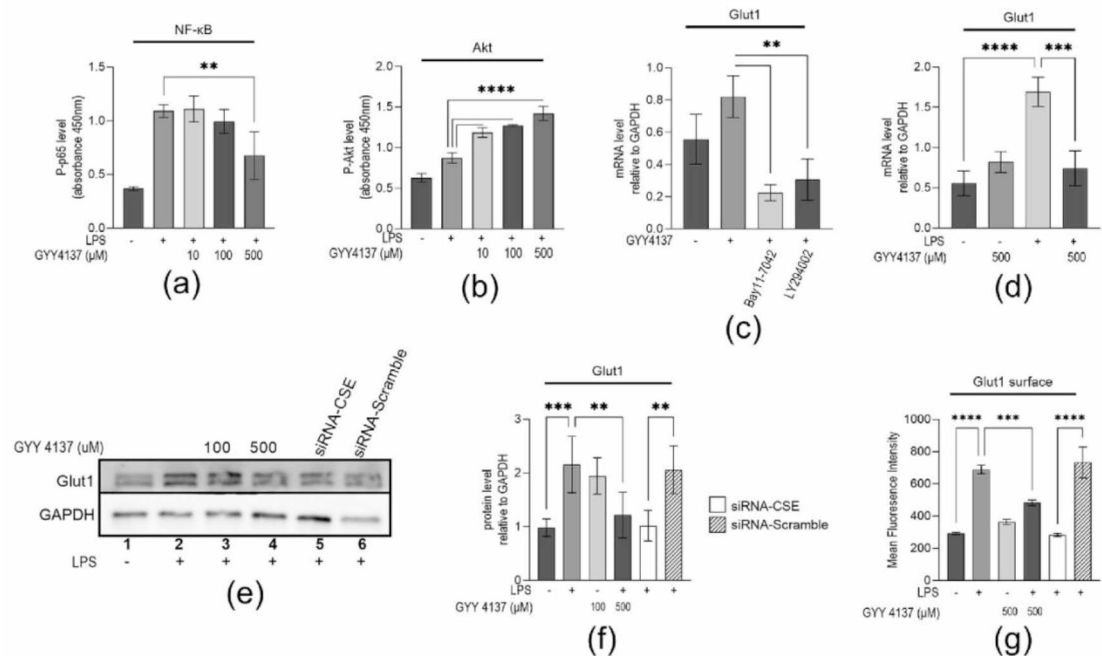 NF-κB
**
P-p65 level
(absorbance 450nm)
1.5
1.0
0.5
0.0
- + + + +
LPS
GYY4137 (µM)
10 100 500
(a)
Akt
****
P-Akt level
(absorbance 450nm)
2.0
1.5
1.0
0.5
0.0
- + + + +
LPS
GYY4137 (µM)
10 100 500
(b)
Glut1
**
mRNA level
relative to GAPDH
1.0
0.8
0.6
0.4
0.2
0
GYY4137
- + + +
Bay11-7042
LY294002
(c)
Glut1
**** ***
mRNA level
relative to GAPDH
2.0
1.5
1.0
0.5
0.0
- - + +
LPS
GYY4137 (µM)
500 500
(d)
siRNA-CSE
siRNA-Scramble
GYY 4137 (uM)
100 500
Glut1
GAPDH
1 2 3 4 5 6
LPS - + + + + +
(e)
Glut1
*** ** **
protein level
relative to GAPDH
3
2
1
0
LPS
- + - + + +
GYY 4137 (µM)
100 500
siRNA-CSE
siRNA-Scramble
(f)
Glut1 surface
**** *** ****
Mean Fluorescence Intensity
1000
800
600
400
200
LPS
- + - + + +
GYY 4137 (µM)
500 500
(g)